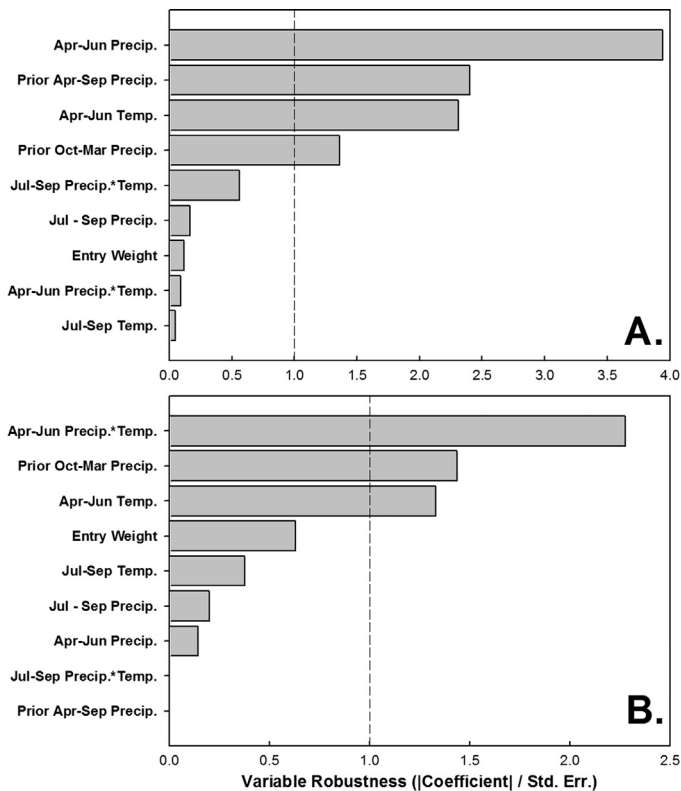 Apr-Jun Precip.
Prior Apr-Sep Precip.
Apr-Jun Temp.
Prior Oct-Mar Precip.
Jul-Sep Precip.*Temp.
Jul - Sep Precip.
Entry Weight
Apr-Jun Precip.*Temp.
Jul-Sep Temp.
A.
0.0 0.5 1.0 1.5 2.0 2.5 3.0 3.5 4.0
Apr-Jun Precip.*Temp.
Prior Oct-Mar Precip.
Apr-Jun Temp.
Entry Weight
Jul-Sep Temp.
Jul - Sep Precip.
Apr-Jun Precip.
Jul-Sep Precip.*Temp.
Prior Apr-Sep Precip.
B.
0.0 0.5 1.0 1.5 2.0 2.5
Variable Robustness (|Coefficient| / Std. Err.)